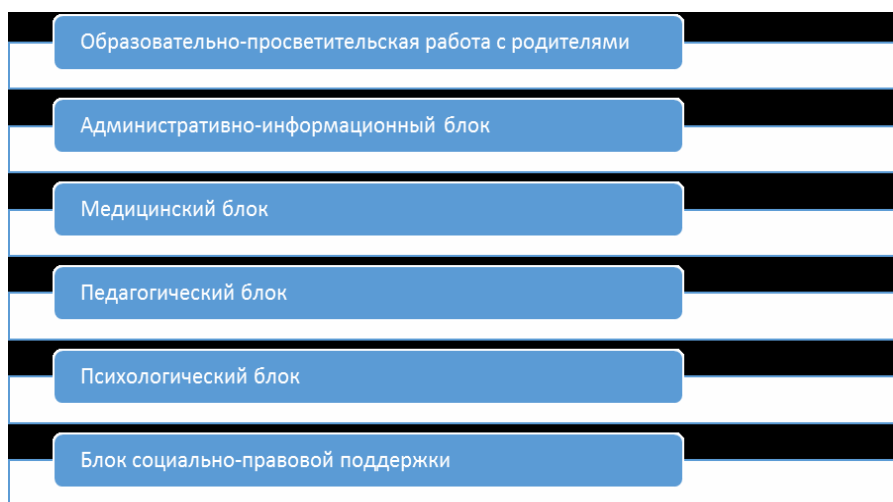 Образовательно-просветительская работа с родителями
Административно-информационный блок
Медицинский блок
Педагогический блок
Психологический блок
Блок социально-правовой поддержки